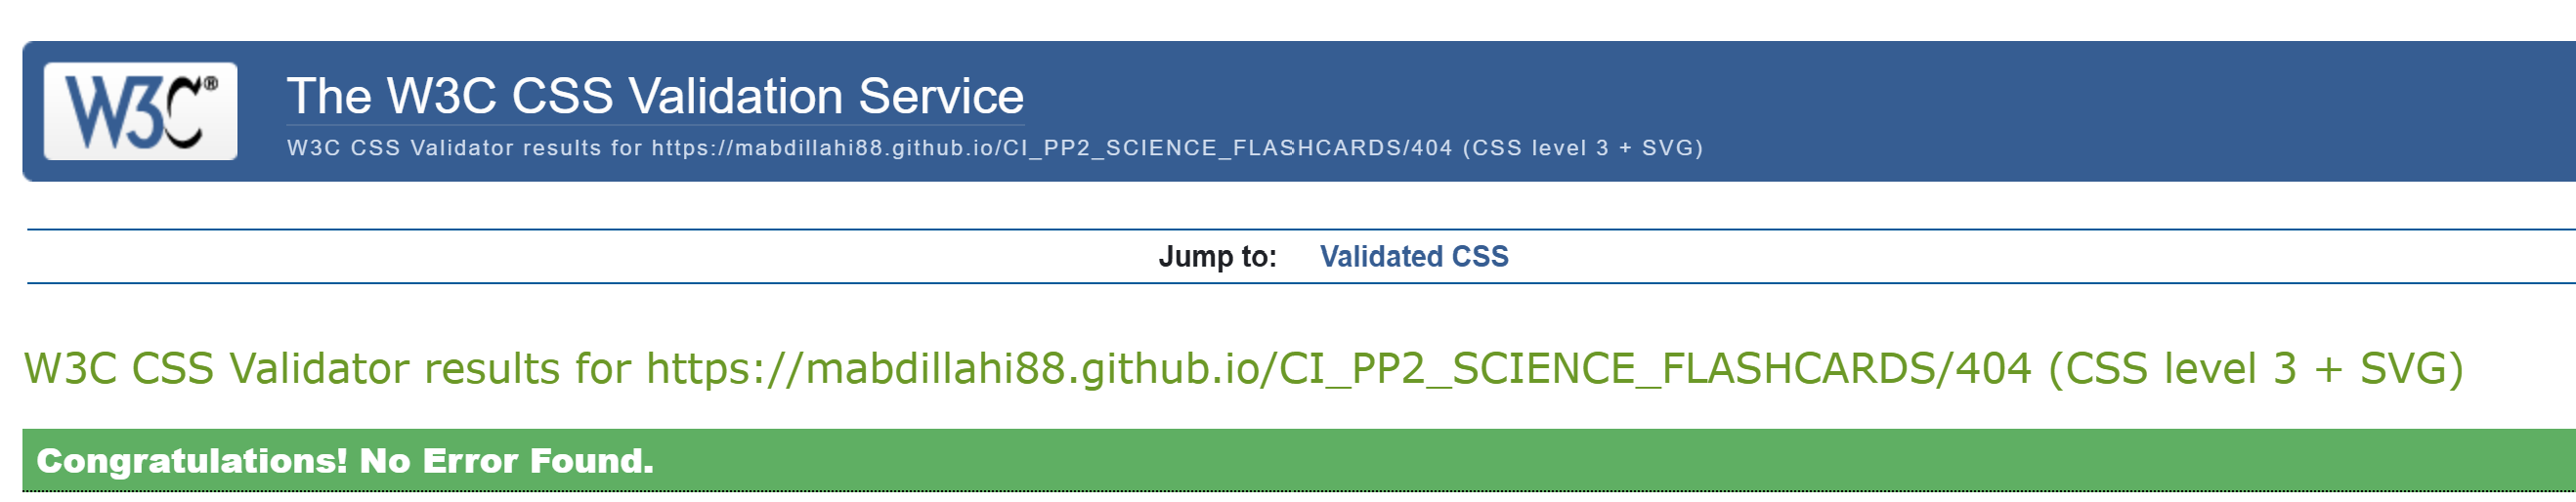 W3C®
The W3C CSS Validation Service
W3C CSS Validator results for https://mabdillahi88.github.io/CI_PP2_SCIENCE_FLASHCARDS/404 (CSS level 3 + SVG)
Jump to: Validated CSS
W3C CSS Validator results for https://mabdillahi88.github.io/CI_PP2_SCIENCE_FLASHCARDS/404 (CSS level 3 + SVG)
Congratulations! No Error Found.